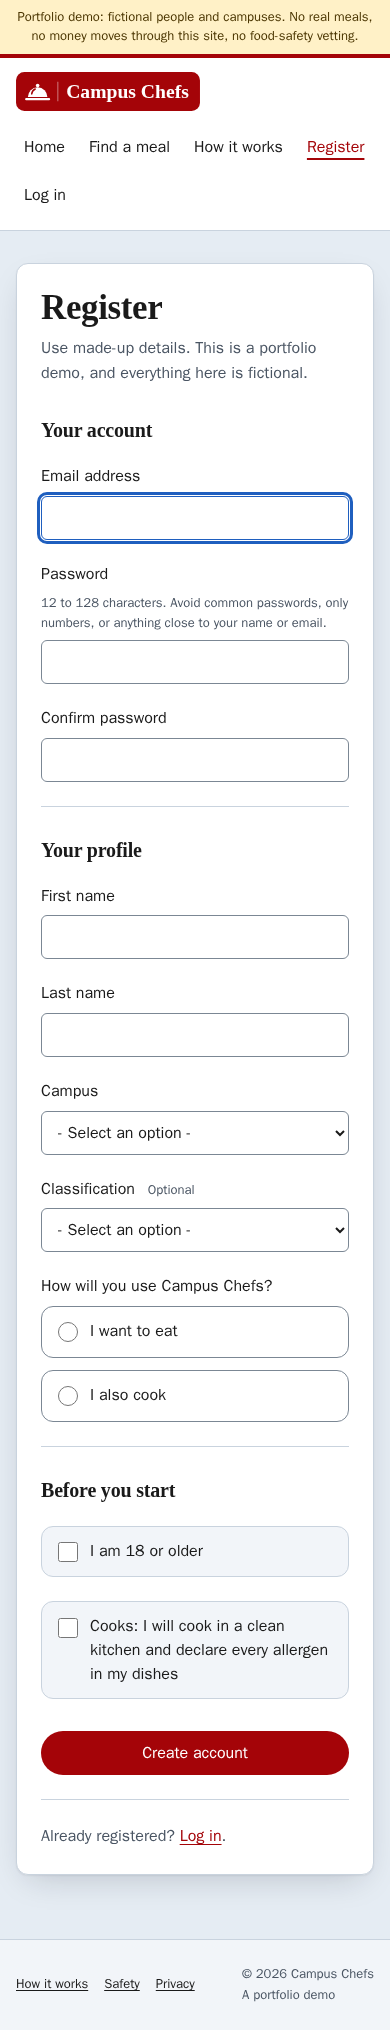 Portfolio demo: fictional people and campuses. No real meals,
no money moves through this site, no food-safety vetting.
Campus Chefs
Home Find a meal How it works Register
Log in
Register
Use made-up details. This is a portfolio
demo, and everything here is fictional.
Your account
Email address
Password
12 to 128 characters. Avoid common passwords, only
numbers, or anything close to your name or email.
Confirm password
Your profile
First name
Last name
Campus
- Select an option -
Classification Optional
- Select an option -
How will you use Campus Chefs?
I want to eat
I also cook
Before you start
I am 18 or older
Cooks: I will cook in a clean
kitchen and declare every allergen
in my dishes
Create account
Already registered? Log in.
How it works Safety Privacy
© 2026 Campus Chefs
A portfolio demo